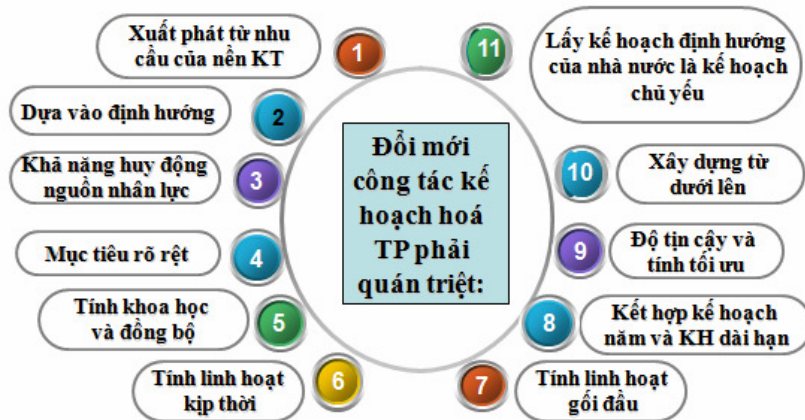 Đổi mới
công tác kế
hoạch hoá
TP phải
quán triệt:
1
Xuất phát từ nhu
cầu của nền KT
2
Dựa vào định hướng
3
Khả năng huy động
nguồn nhân lực
4
Mục tiêu rõ rệt
5
Tính khoa học
và đồng bộ
6
Tính linh hoạt
kịp thời
7
Tính linh hoạt
gối đầu
8
Kết hợp kế hoạch
năm và KH dài hạn
9
Độ tịn cậy và
tính tối ưu
10
Xây dựng từ
dưới lên
11
Lấy kế hoạch định hướng
của nhà nước là kế hoạch
chủ yếu